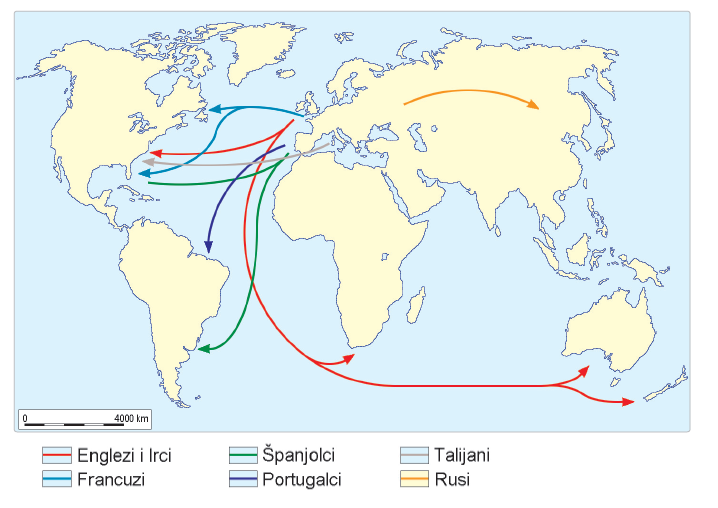 0 4000 km
Englezi i Irci Španjolci Talijani
Francuzi Portugalci Rusi